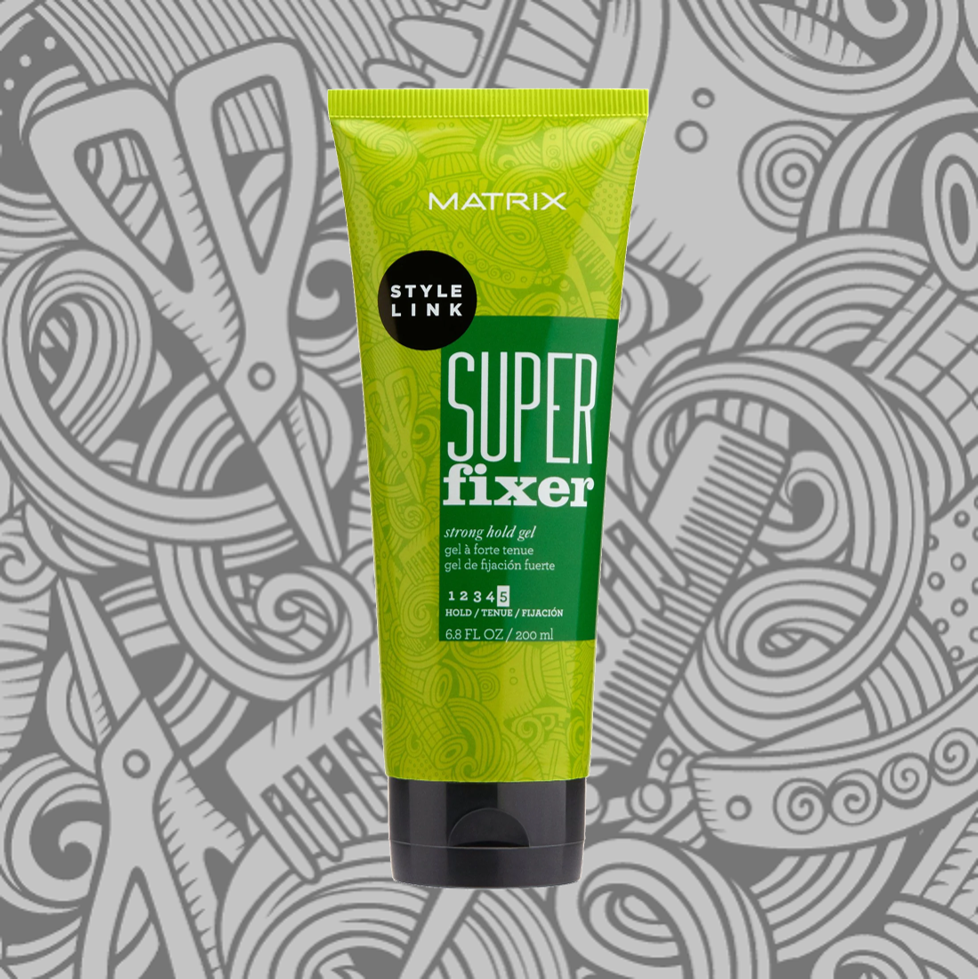 MATRIX
STYLE
LINK
SUPER
fixer
strong hold gel
gel à forte tenue
gel de fijación fuerte
1 2 3 4 5
HOLD / TENUE / FIJACIÓN
6.8 FL OZ / 200 ml